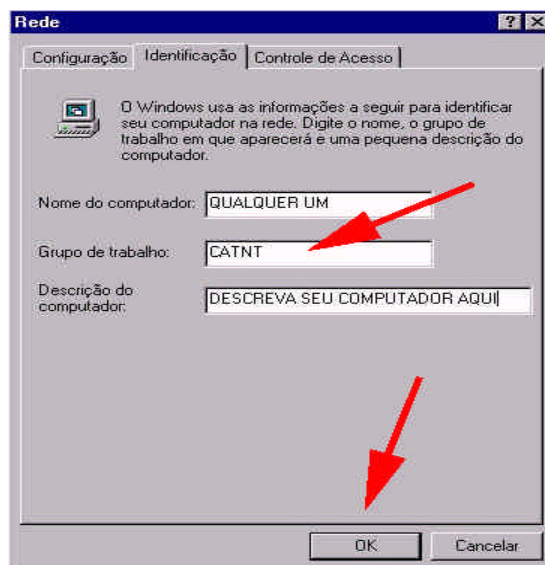 Rede
Configuração Identificação Controle de Acesso
O Windows usa as informações a seguir para identificar
seu computador na rede. Digite o nome, o grupo de
trabalho em que aparecerá e uma pequena descrição do
computador.
Nome do computador: QUALQUER UM
Grupo de trabalho: CATNT
Descrição do
computador: DESCREVA SEU COMPUTADOR AQUI
OK Cancelar